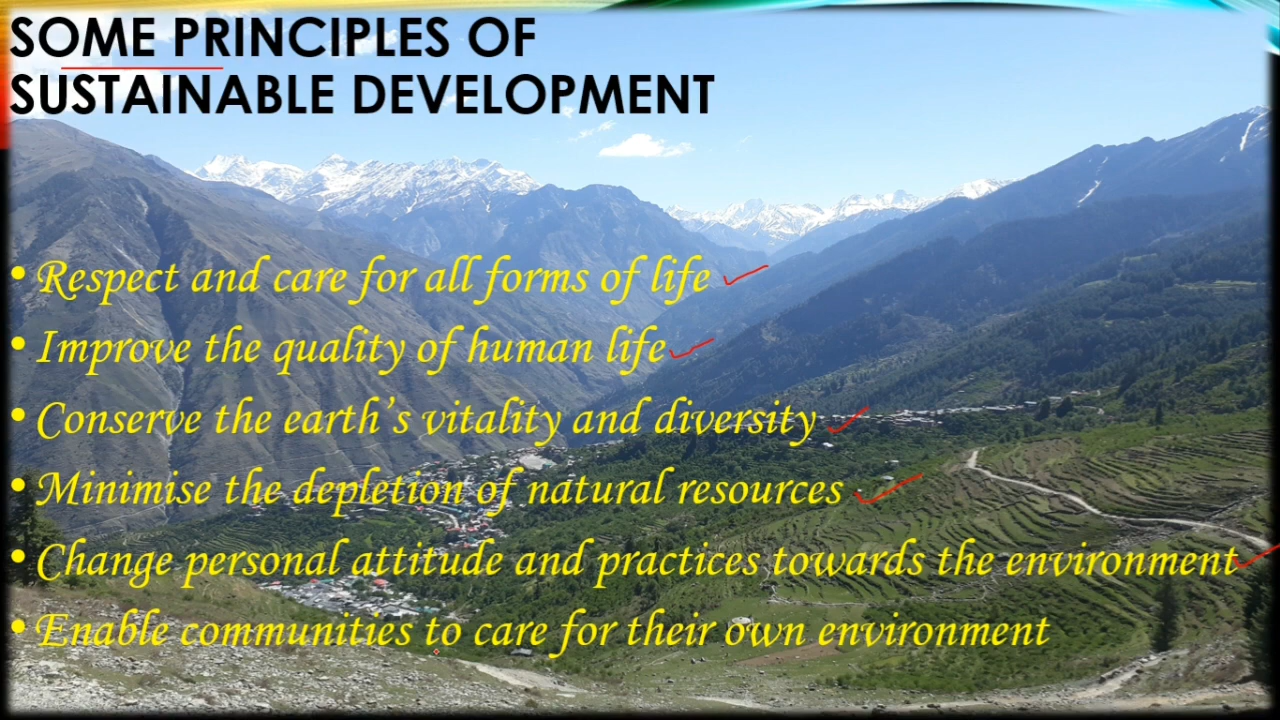 SOME PRINCIPLES OF
SUSTAINABLE DEVELOPMENT
• Respect and care for all forms of life
• Improve the quality of human life
• Conserve the earth's vitality and diversity
• Minimise the depletion of natural resources
• Change personal attitude and practices towards the environment
• Enable communities to care for their own environment